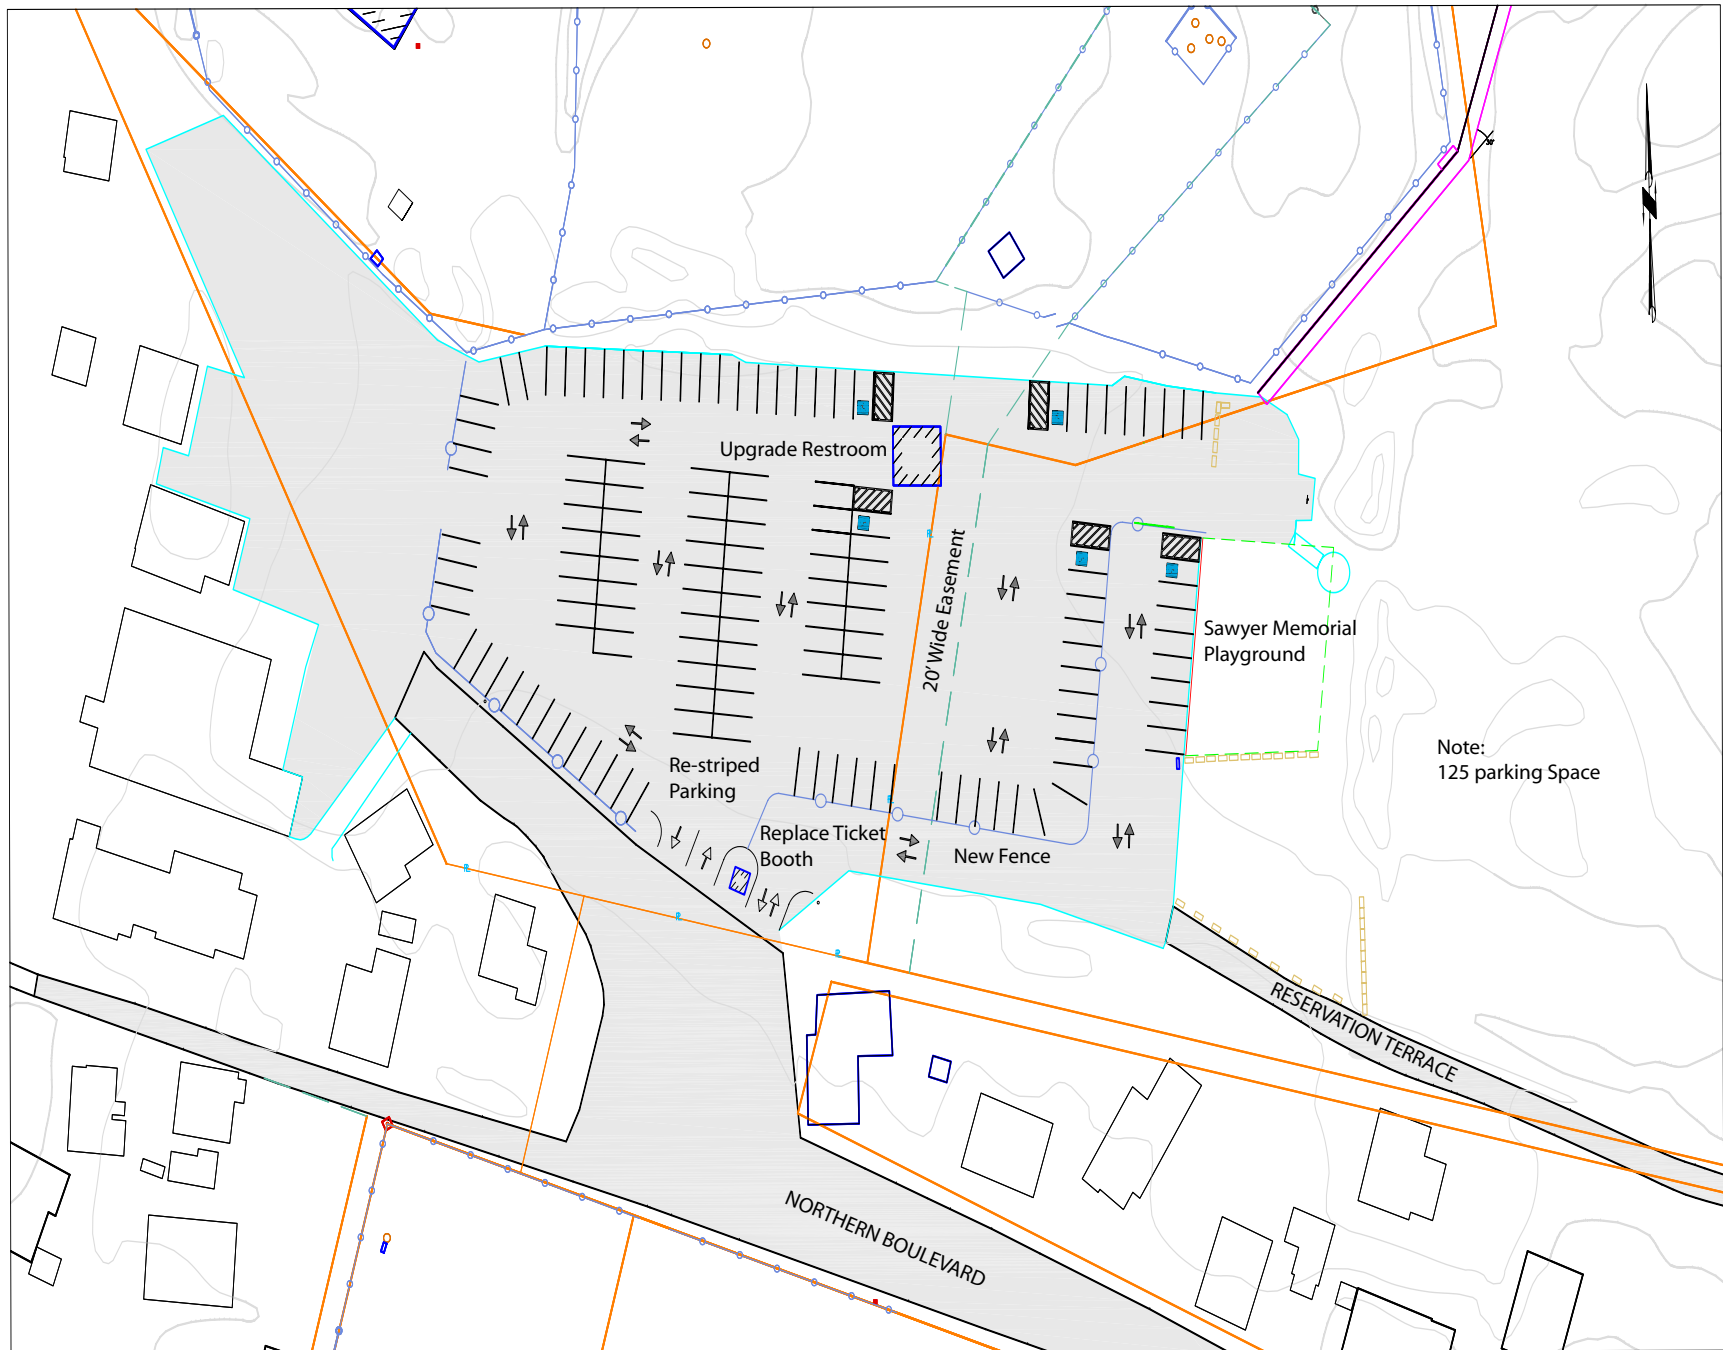 Upgrade Restroom
20' Wide Easement
Sawyer Memorial
Playground
Note:
125 parking Space
Re-striped
Parking
Replace Ticket
Booth
New Fence
RESERVATION TERRACE
NORTHERN BOULEVARD